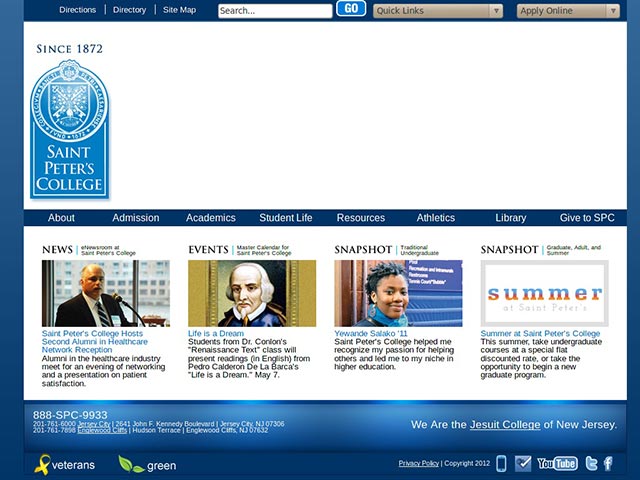 Directions
Directory
Site Map
Search...
GO
Quick Links
Apply Online
SINCE 1872
SAINT
PETER'S
COLLEGE
About
Admission
Academics
Student Life
Resources
Athletics
Library
Give to SPC
NEWS
eNewsroom at
Saint Peter's College
Saint Peter's College Hosts
Second Alumni in Healthcare
Network Reception
Alumni in the healthcare industry
meet for an evening of networking
and a presentation on patient
satisfaction.
EVENTS
Master Calendar for
Saint Peter's College
Life is a Dream
Students from Dr. Conlon's
"Renaissance Text" class will
present readings (in English) from
Pedro Calderon De La Barca's
"Life is a Dream." May 7.
SNAPSHOT
Traditional
Undergraduate
Pool
Recreation and Intramurals
Restrooms
Tennis Court "Bubble"
Yewande Salako '11
Saint Peter's College helped me
recognize my passion for helping
others and led me to my niche in
higher education.
SNAPSHOT
Graduate, Adult, and
Summer
summer
at Saint Peter's
Summer at Saint Peter's College
This summer, take undergraduate
courses at a special flat
discounted rate, or take the
opportunity to begin a new
graduate program.
888-SPC-9933
201-761-6000 Jersey City | 2641 John F. Kennedy Boulevard | Jersey City, NJ 07306
201-761-7898 Englewood Cliffs | Hudson Terrace | Englewood Cliffs, NJ 07632
We Are the Jesuit College of New Jersey.
veterans
green
Privacy Policy | Copyright 2012
YouTube